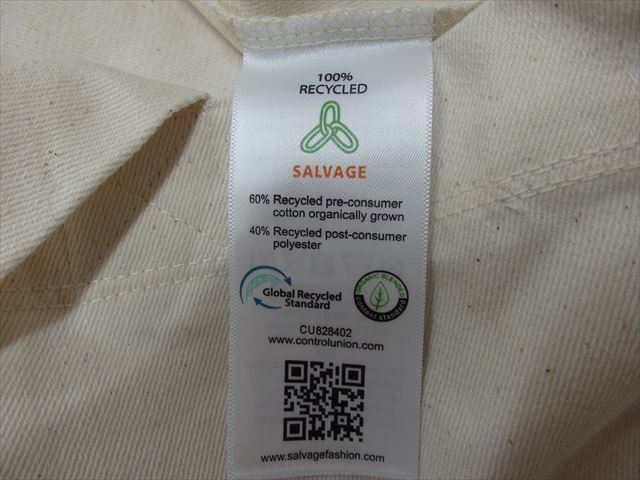 100%
RECYCLED
SALVAGE
60% Recycled pre-consumer
cotton organically grown
40% Recycled post-consumer
polyester
Global Recycled
Standard
ORGANIC BLENDED
content standard
CU828402
www.controlunion.com
www.salvagefashion.com